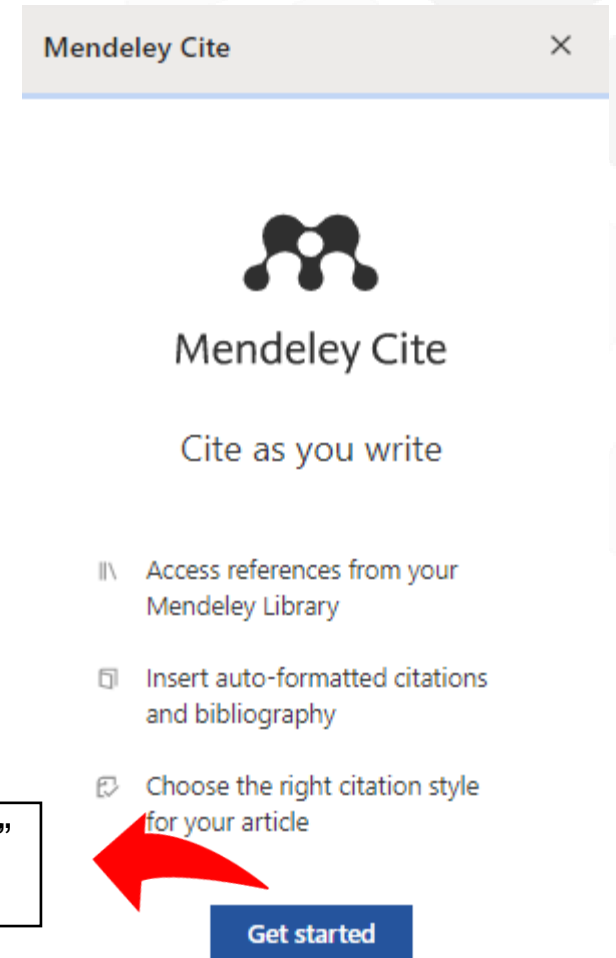 Mendeley Cite
Mendeley Cite
Cite as you write
Access references from your
Mendeley Library
Insert auto-formatted citations
and bibliography
Choose the right citation style
for your article
”
Get started